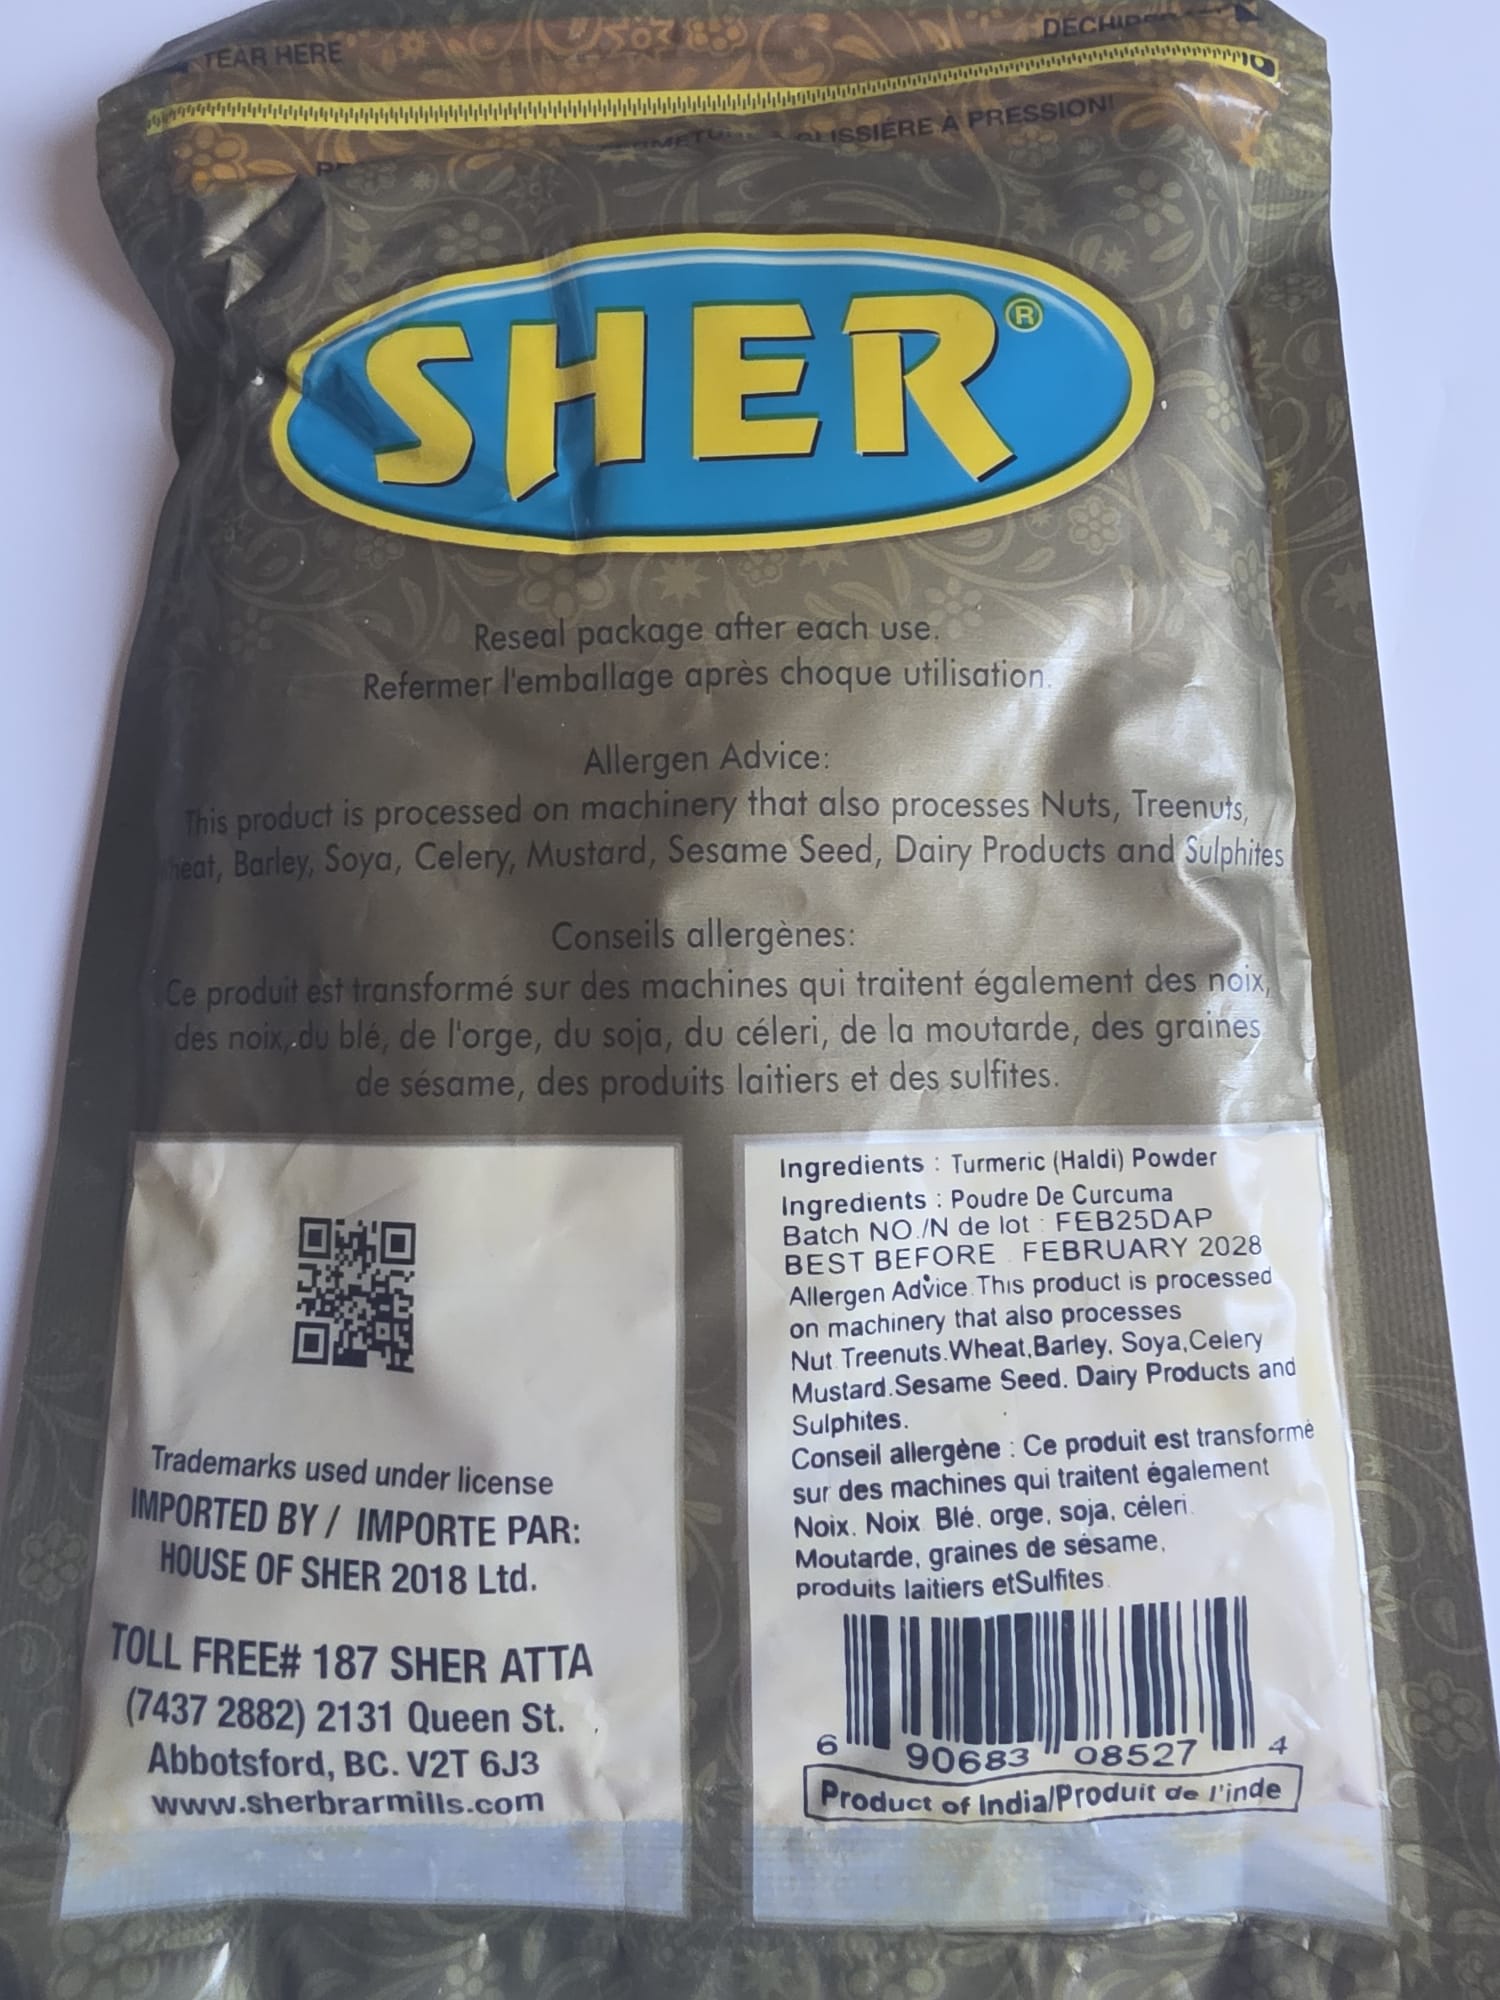 TEAR HERE
GLISSIÈRE À PRESSION!
SHER®
Reseal package after each use.
Refermer l'emballage après choque utilisation.
Allergen Advice:
This product is processed on machinery that also processes Nuts, Treenuts,
Wheat, Barley, Soya, Celery, Mustard, Sesame Seed, Dairy Products and Sulphites
Conseils allergènes:
Ce produit est transformé sur des machines qui traitent également des noix,
des noix, du blé, de l'orge, du soja, du céleri, de la moutarde, des graines
de sésame, des produits laitiers et des sulfites.
Trademarks used under license
IMPORTED BY / IMPORTE PAR:
HOUSE OF SHER 2018 Ltd.
TOLL FREE# 187 SHER ATTA
(7437 2882) 2131 Queen St.
Abbotsford, BC. V2T 6J3
www.sherbrarmills.com
Ingredients : Turmeric (Haldi) Powder
Ingredients : Poudre De Curcuma
Batch NO./N de lot : FEB25DAP
BEST BEFORE . FEBRUARY 2028
Allergen Advice.This product is processed
on machinery that also processes
Nut.Treenuts.Wheat,Barley, Soya,Celery
Mustard.Sesame Seed. Dairy Products and
Sulphites.
Conseil allergène : Ce produit est transformé
sur des machines qui traitent également
Noix. Noix Blé, orge, soja, céleri.
Moutarde, graines de sésame,
produits laitiers etSulfites.
6 90683 08527 4
Product of India/Produit de l'inde